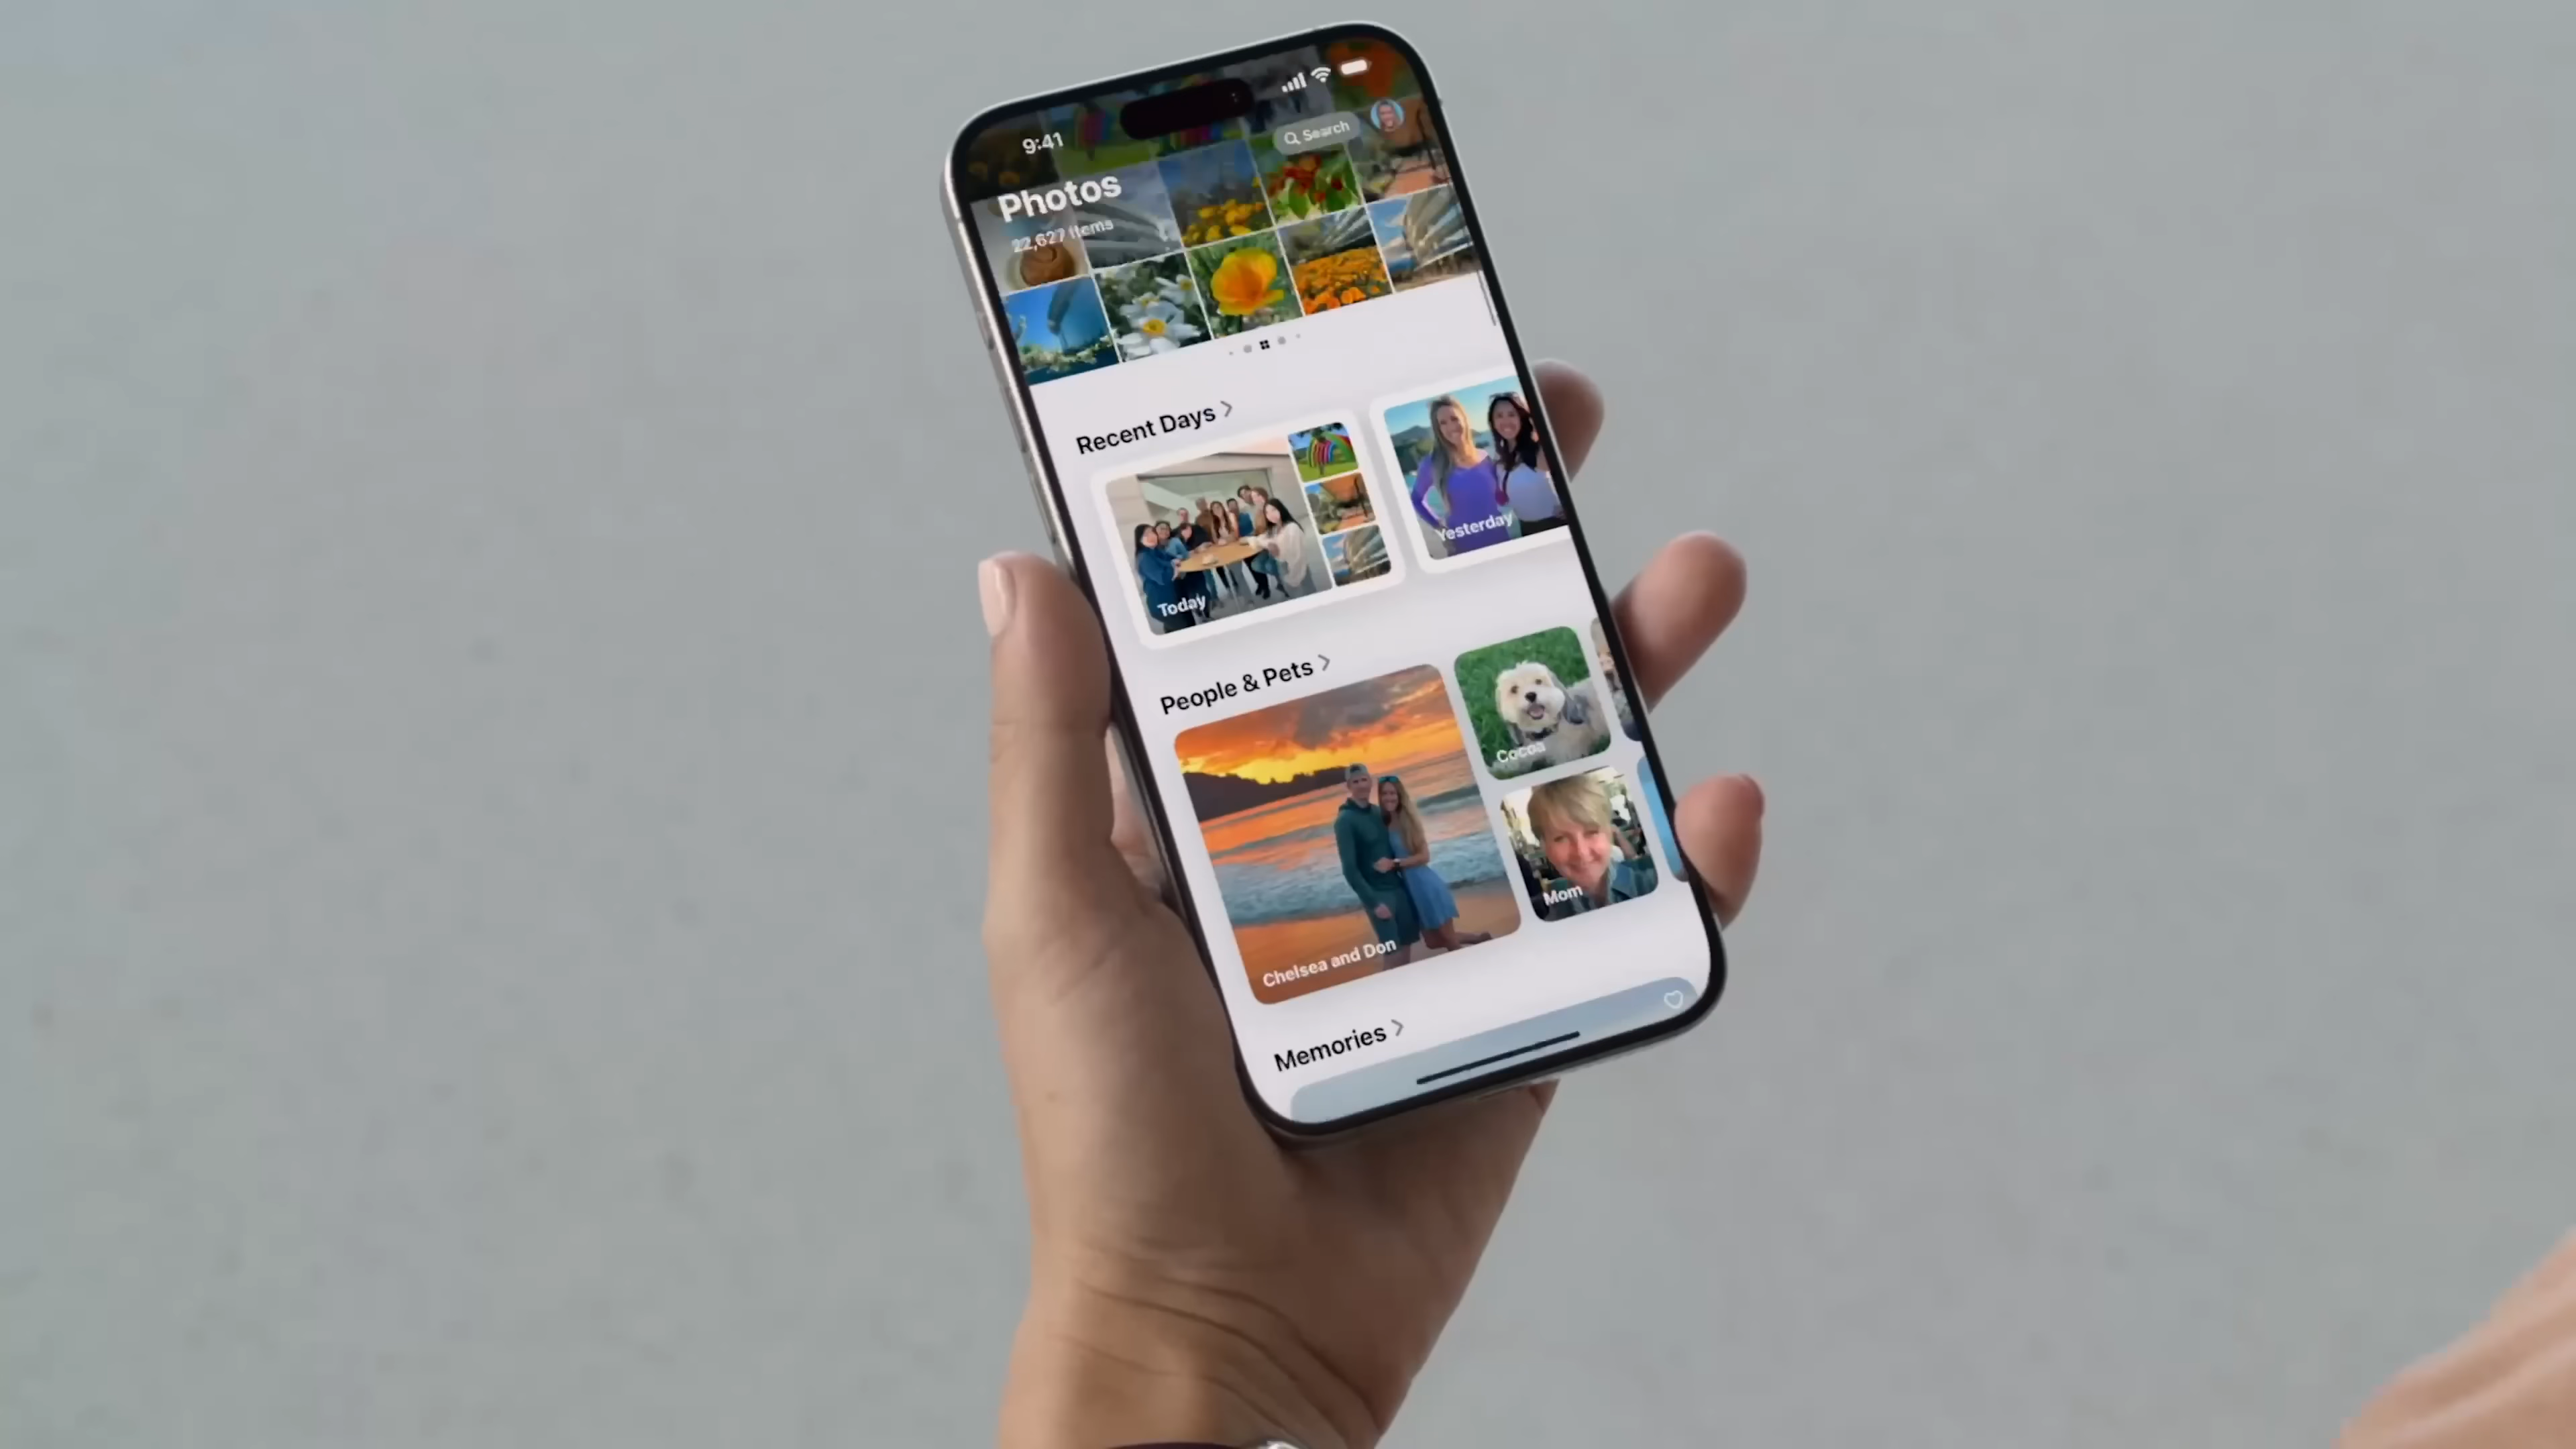 9:41
Search
Photos
22,627 Items
Recent Days
Today
Yesterday
People & Pets
Cocoa
Mom
Chelsea and Don
Memories